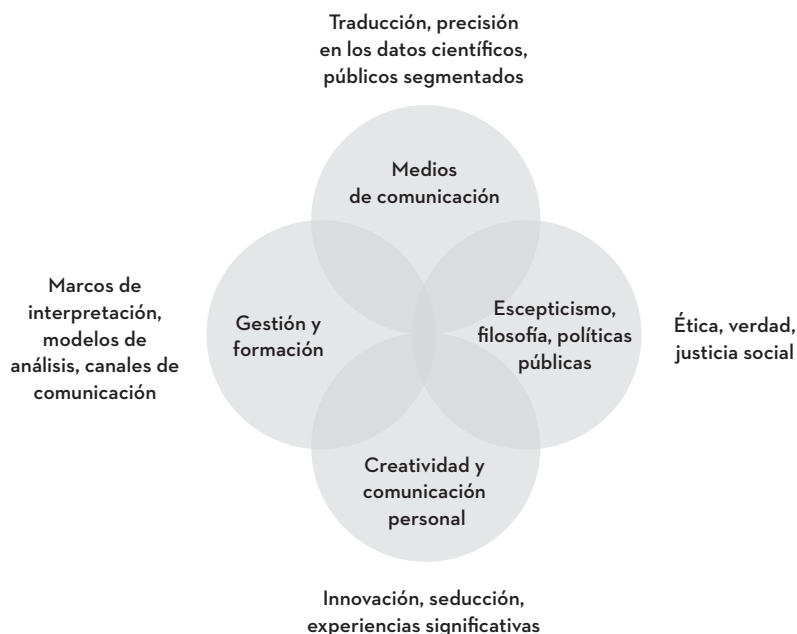 Traducción, precisión
en los datos científicos,
públicos segmentados
Medios
de comunicación
Marcos de
interpretación,
modelos de
análisis, canales de
comunicación
Gestión y
formación
Escepticismo,
filosofía, políticas
públicas
Ética, verdad,
justicia social
Creatividad y
comunicación
personal
Innovación, seducción,
experiencias significativas